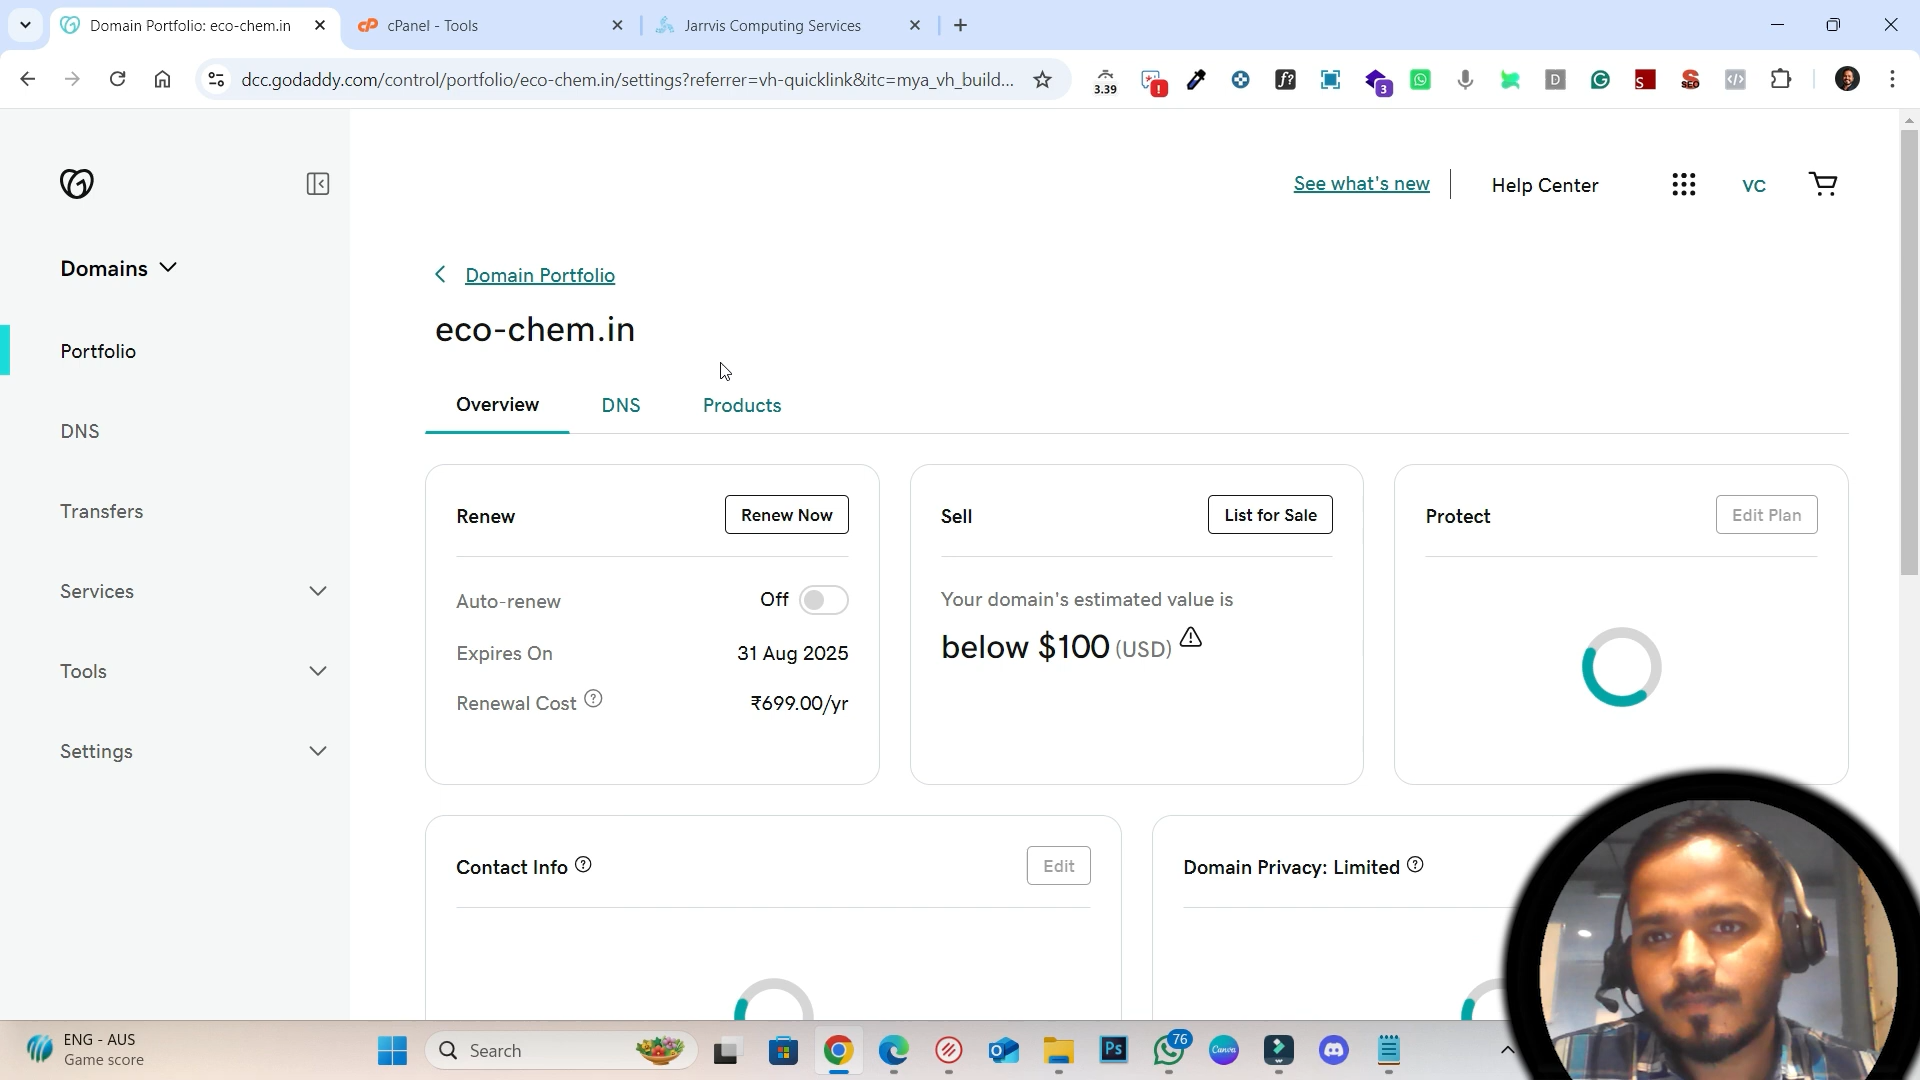 Domain Portfolio: eco-chem.in
cPanel - Tools
Jarrvis Computing Services
dcc.godaddy.com/control/portfolio/eco-chem.in/settings?referrer=vh-quicklink&itc=mya_vh_build...
3.39
!
f?
3
D
S
SEO
See what's new
Help Center
VC
Domains
Portfolio
DNS
Transfers
Services
Tools
Settings
Domain Portfolio
eco-chem.in
Overview
DNS
Products
Renew
Renew Now
Auto-renew
Off
Expires On
31 Aug 2025
Renewal Cost ?
₹699.00/yr
Sell
List for Sale
Your domain's estimated value is
below $100 (USD)
Protect
Edit Plan
Contact Info ?
Edit
Domain Privacy: Limited ?
ENG - AUS
Game score
Search
Ps
76
Canva